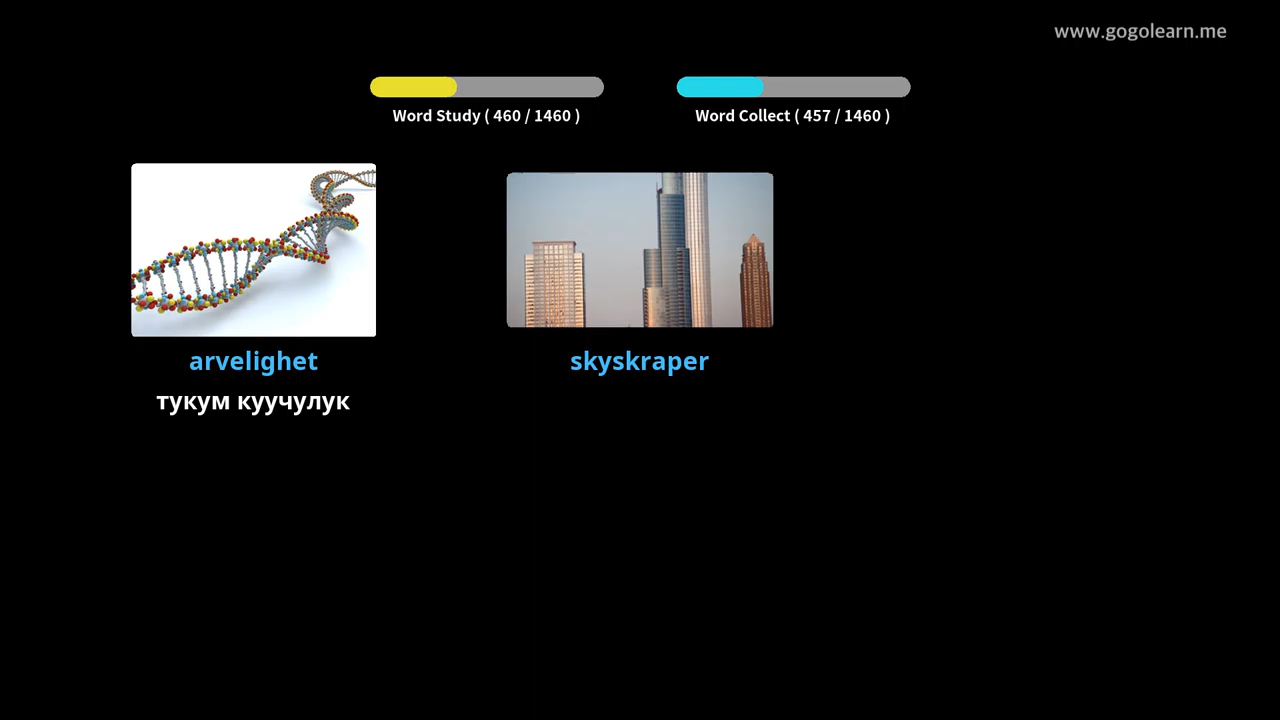 www.gogolearn.me
Word Study ( 460 / 1460 )
Word Collect ( 457 / 1460 )
arvelighet
skyskraper
тукум куучулук